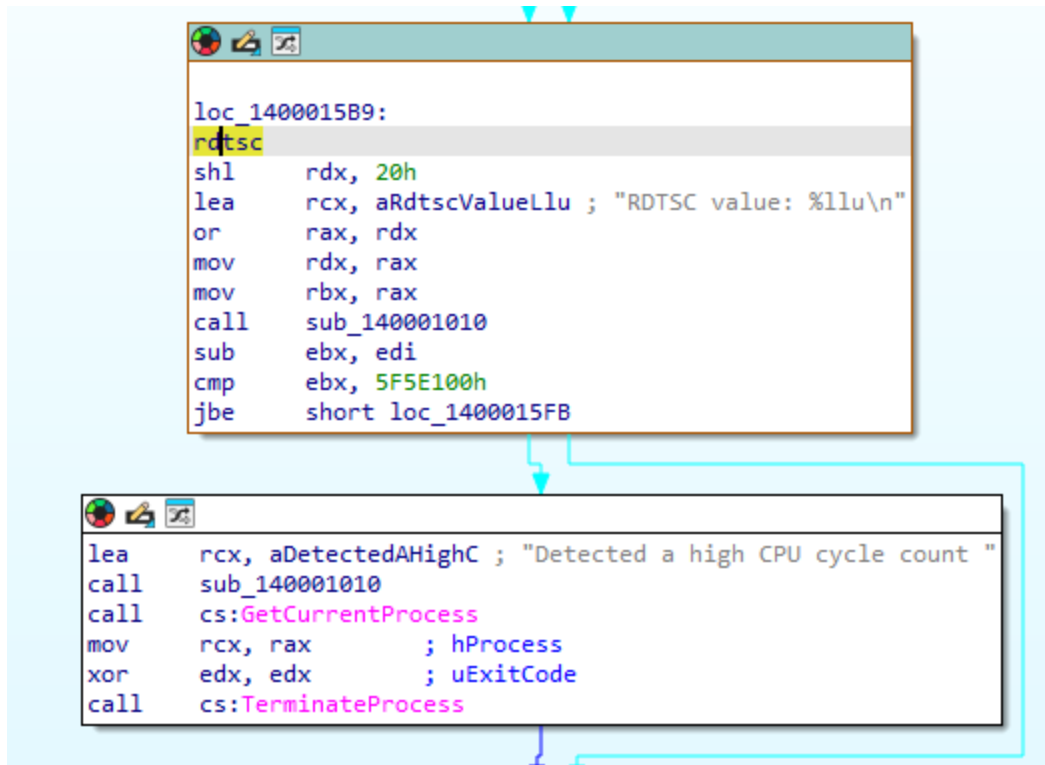 loc_1400015B9:
rdtsc
shl rdx, 20h
lea rcx, aRdtscValueLlu ; "RDTSC value: %llu\n"
or rax, rdx
mov rdx, rax
mov rbx, rax
call sub_140001010
sub ebx, edi
cmp ebx, 5F5E100h
jbe short loc_1400015FB
lea rcx, aDetectedAHighC ; "Detected a high CPU cycle count "
call sub_140001010
call cs:GetCurrentProcess
mov rcx, rax ; hProcess
xor edx, edx ; uExitCode
call cs:TerminateProcess